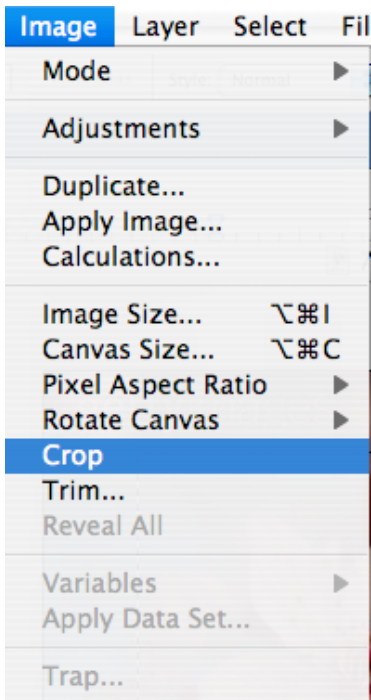 Image Layer Select Fil
Mode
Adjustments
Duplicate...
Apply Image...
Calculations...
Image Size... ⌥⌘I
Canvas Size... ⌥⌘C
Pixel Aspect Ratio
Rotate Canvas
Crop
Trim...
Reveal All
Variables
Apply Data Set...
Trap...